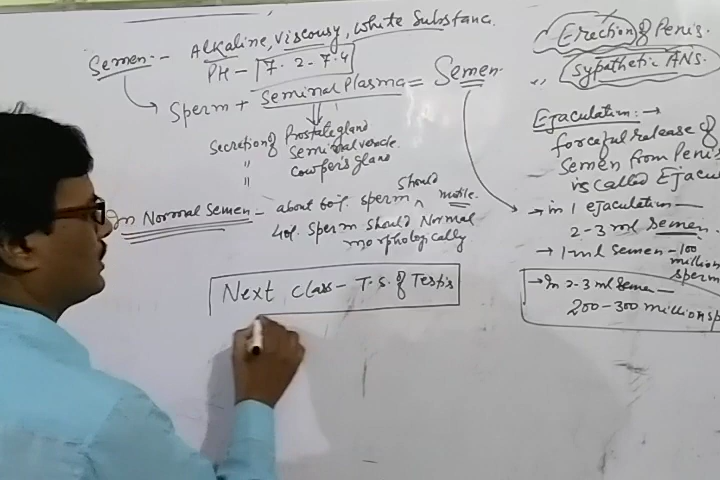 Semen:- Alkaline, Viscousy, white Substanc.
PH - 7.2-7.4
Sperm + Seminal Plasma = Semen.
Secretion of Prostate gland
" Seminal vesicle.
" Cowper's gland
In Normal Semen - about 60% sperm should motile.
40% sperm should Normal
morphologically
Next class - T.S. of Testis
Erection of Penis.
Sypathetic ANS.
Ejaculation:→
forceful release of
Semen from Penis
is called Ejacu
→ in 1 ejaculation-
2-3 ml semen.
→ 1 ml semen - 100
million
sperm
→ In 2-3 ml semen-
200-300 million sp